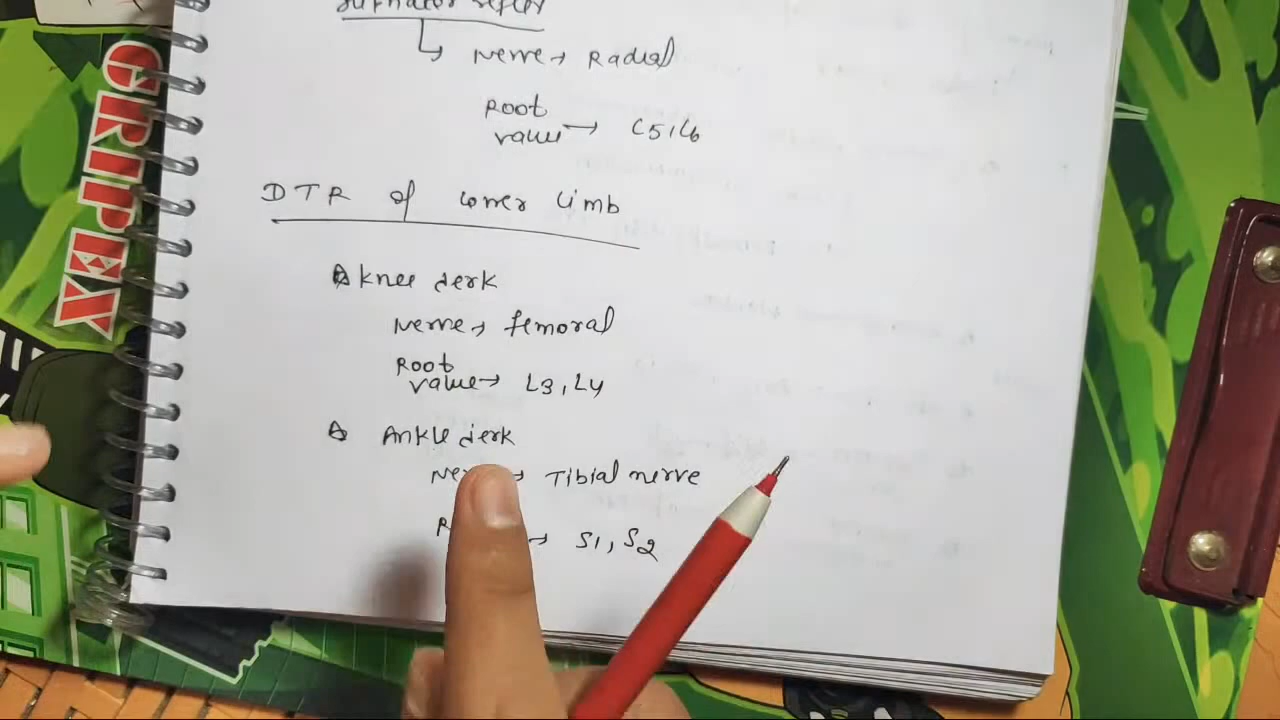 ↳ Nerve → Radial
Root
value → C5,C6
DTR of Lower Limb
Knee Jerk
Nerve → femoral
Root
value → L3, L4
Ankle Jerk
→ Tibial nerve
→ S1, S2
CRIPEX